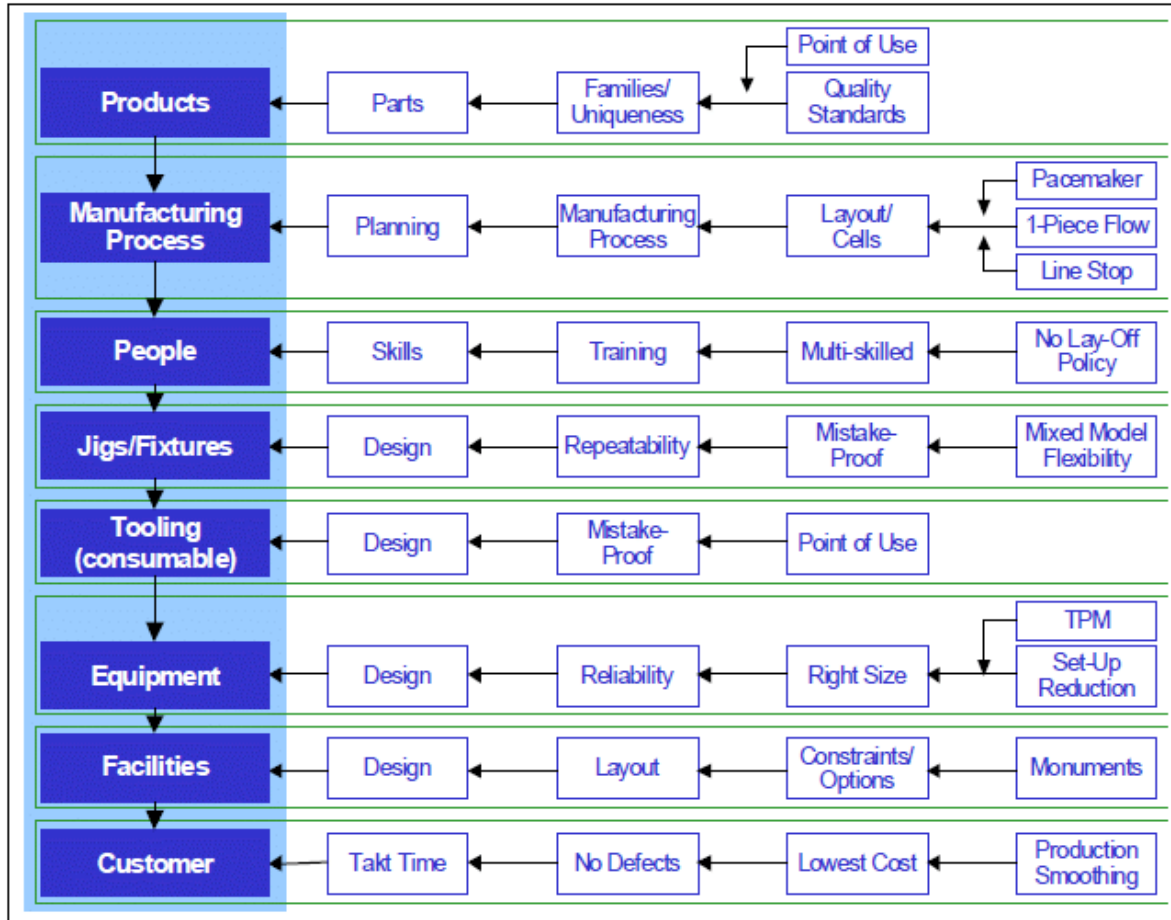 Point of Use
Products
Parts
Families/
Uniqueness
Quality
Standards
Pacemaker
Manufacturing
Process
Planning
Manufacturing
Process
Layout/
Cells
1-Piece Flow
Line Stop
People
Skills
Training
Multi-skilled
No Lay-Off
Policy
Jigs/Fixtures
Design
Repeatability
Mistake-
Proof
Mixed Model
Flexibility
Tooling
(consumable)
Design
Mistake-
Proof
Point of Use
TPM
Equipment
Design
Reliability
Right Size
Set-Up
Reduction
Facilities
Design
Layout
Constraints/
Options
Monuments
Customer
Takt Time
No Defects
Lowest Cost
Production
Smoothing